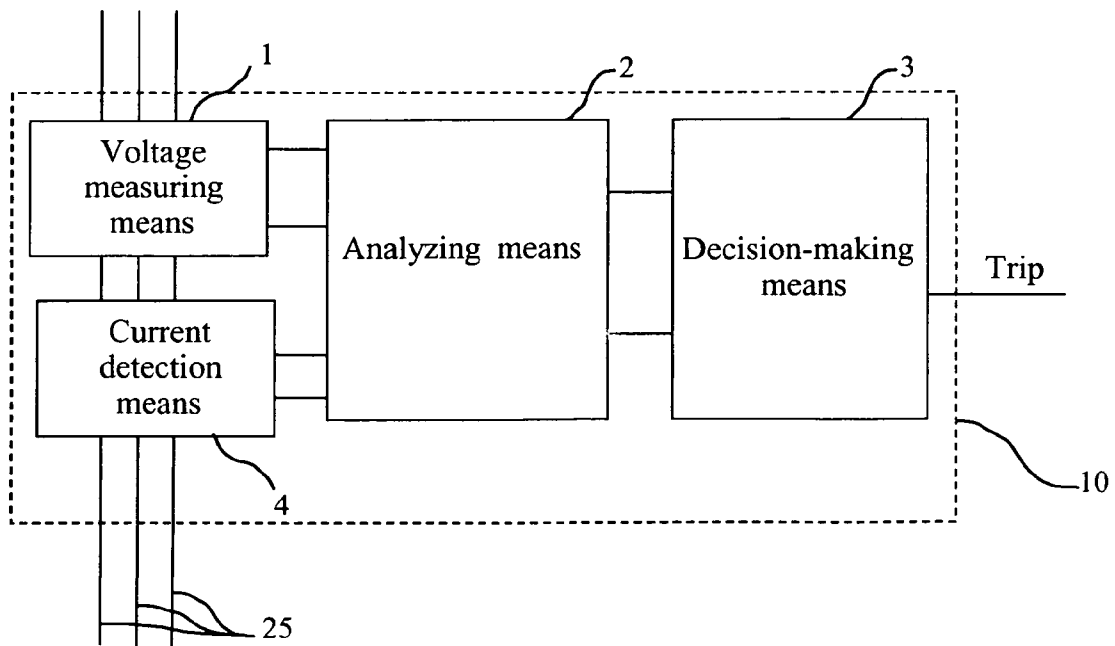 1
2
3
Voltage
measuring
means
Analyzing means
Decision-making
means
Trip
Current
detection
means
4
10
25